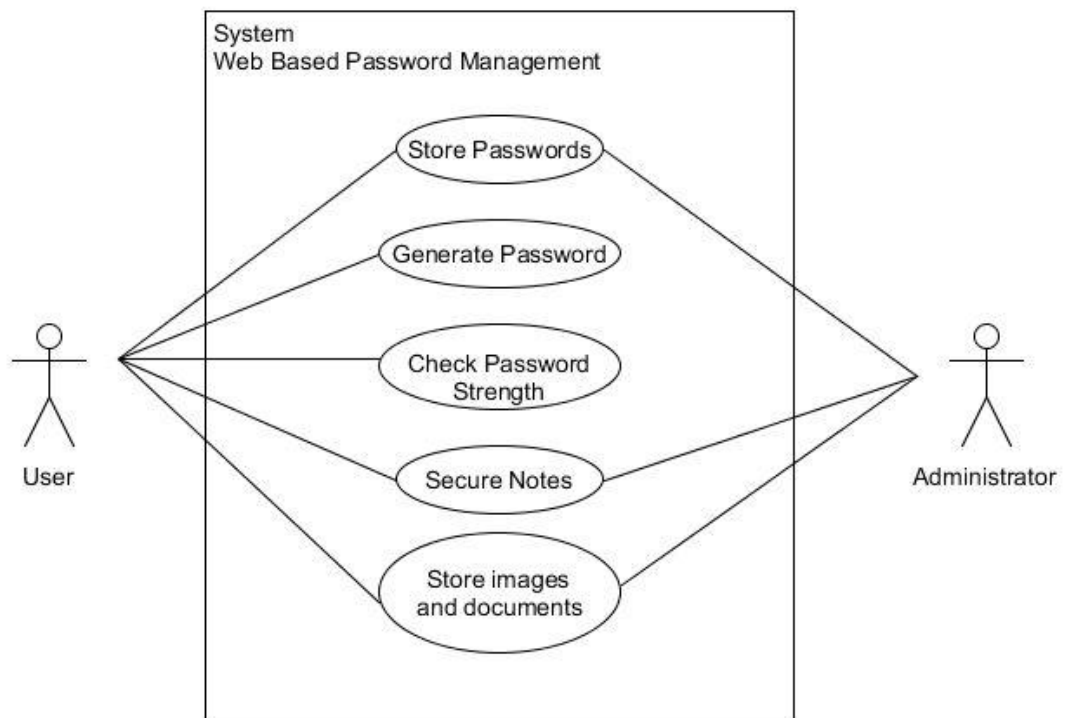 System
Web Based Password Management
Store Passwords
Generate Password
Check Password
Strength
User
Administrator
Secure Notes
Store images
and documents